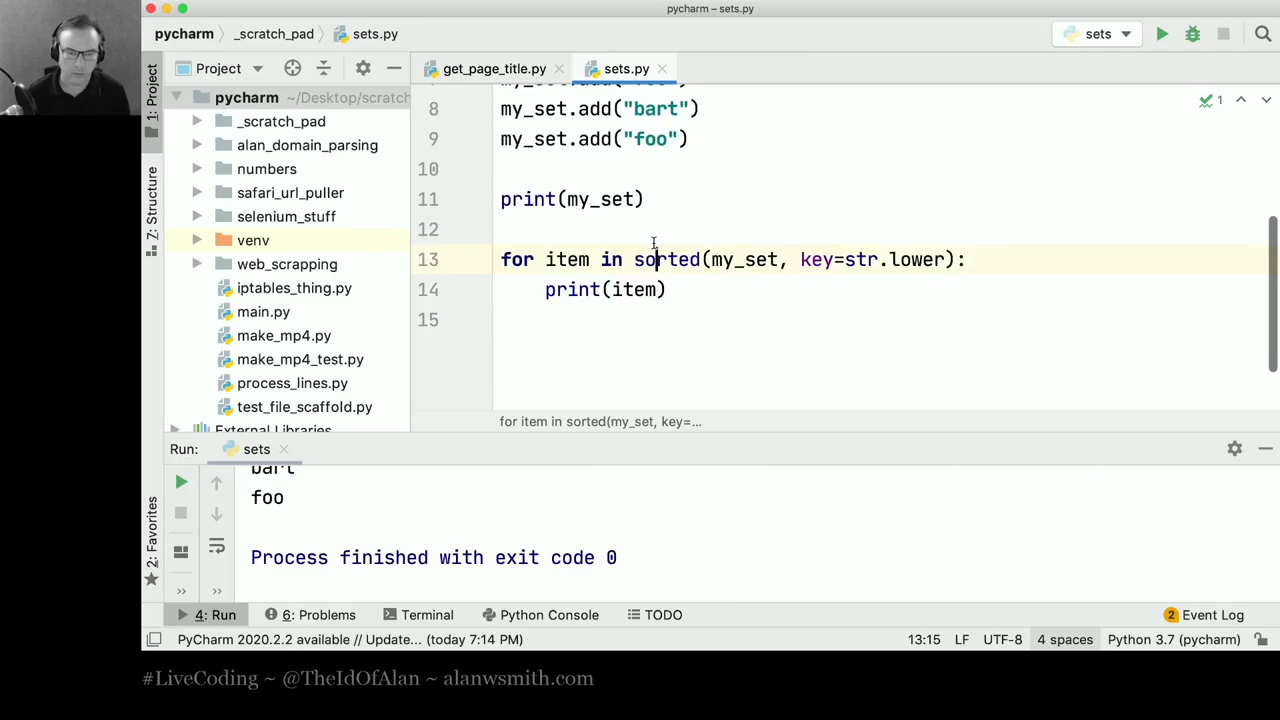 pycharm – sets.py
pycharm
_scratch_pad
sets.py
sets
1: Project
7: Structure
2: Favorites
Project
get_page_title.py
sets.py
pycharm ~/Desktop/scratch
_scratch_pad
alan_domain_parsing
numbers
safari_url_puller
selenium_stuff
venv
web_scrapping
iptables_thing.py
main.py
make_mp4.py
make_mp4_test.py
process_lines.py
test_file_scaffold.py
External Libraries
8 my_set.add("bart")
9 my_set.add("foo")
10
11 print(my_set)
12
13 for item in sorted(my_set, key=str.lower):
14 print(item)
15
1
for item in sorted(my_set, key=...
Run: sets
bart
foo
Process finished with exit code 0
4: Run
6: Problems
Terminal
Python Console
TODO
2 Event Log
PyCharm 2020.2.2 available // Update... (today 7:14 PM)
13:15 LF UTF-8 4 spaces Python 3.7 (pycharm)
#LiveCoding ~ @TheIdOfAlan ~ alanwsmith.com